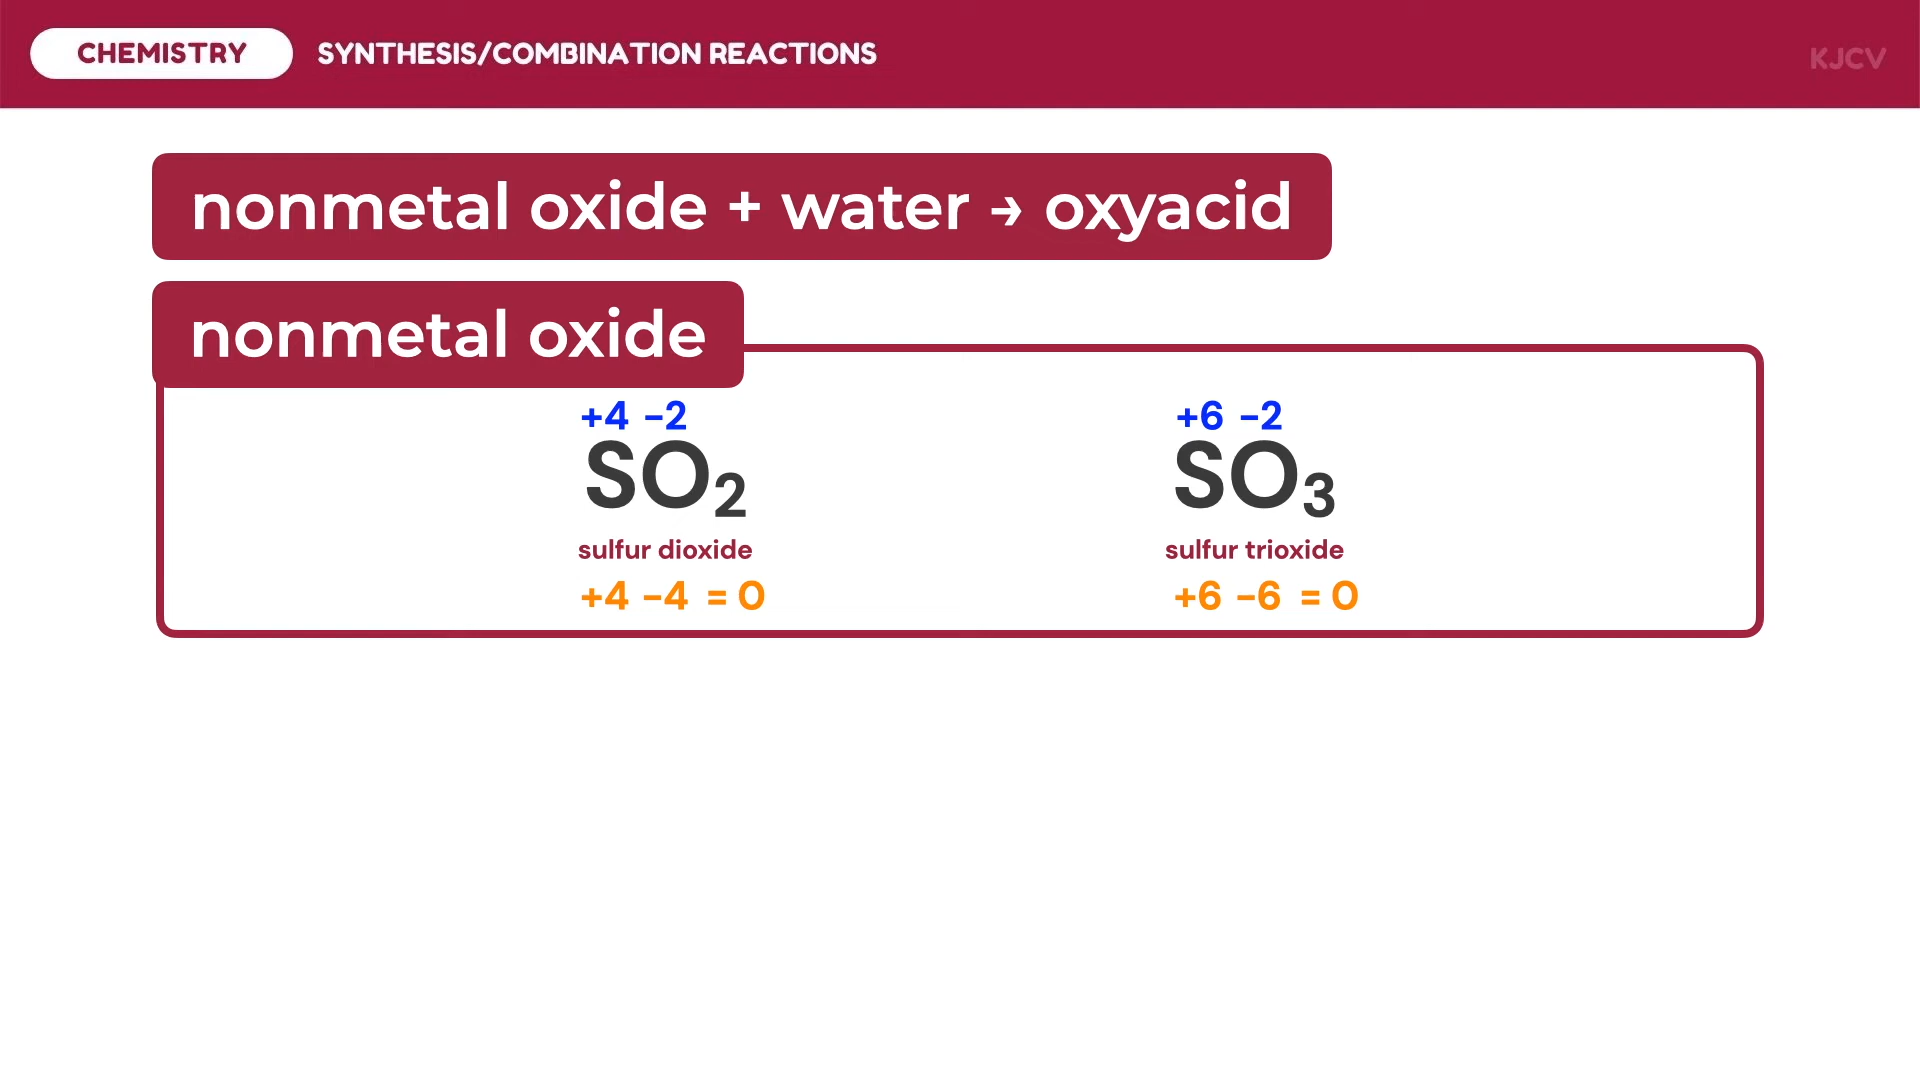 CHEMISTRY SYNTHESIS/COMBINATION REACTIONS KJCV
nonmetal oxide + water → oxyacid
nonmetal oxide
+4 −2 +6 −2
SO₂ SO₃
sulfur dioxide sulfur trioxide
+4 −4 = 0 +6 −6 = 0